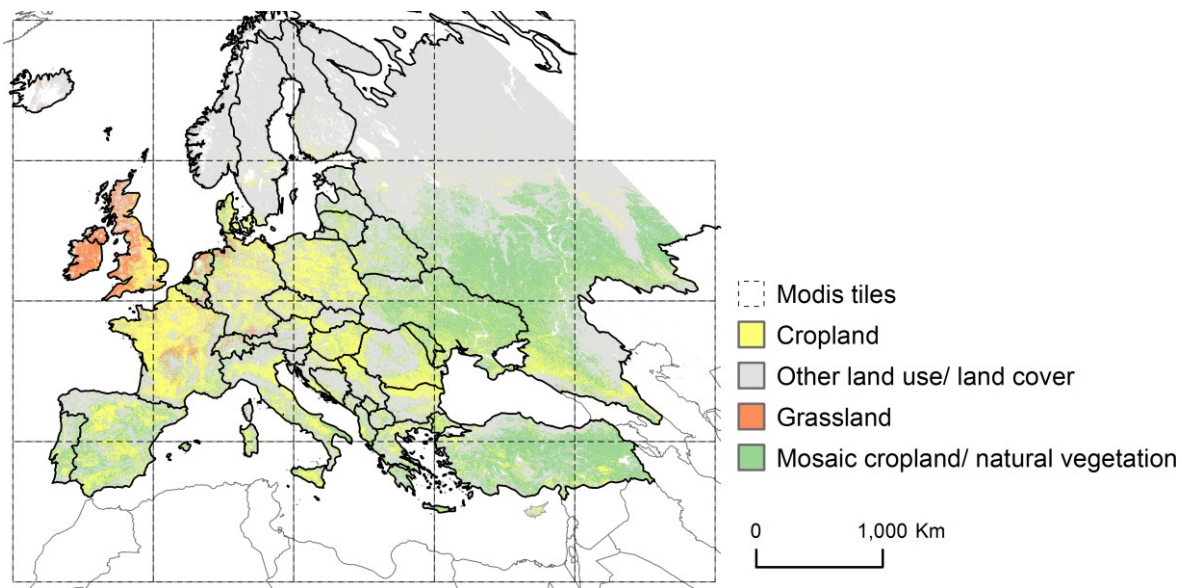 Modis tiles
Cropland
Other land use/ land cover
Grassland
Mosaic cropland/ natural vegetation
0 1,000 Km